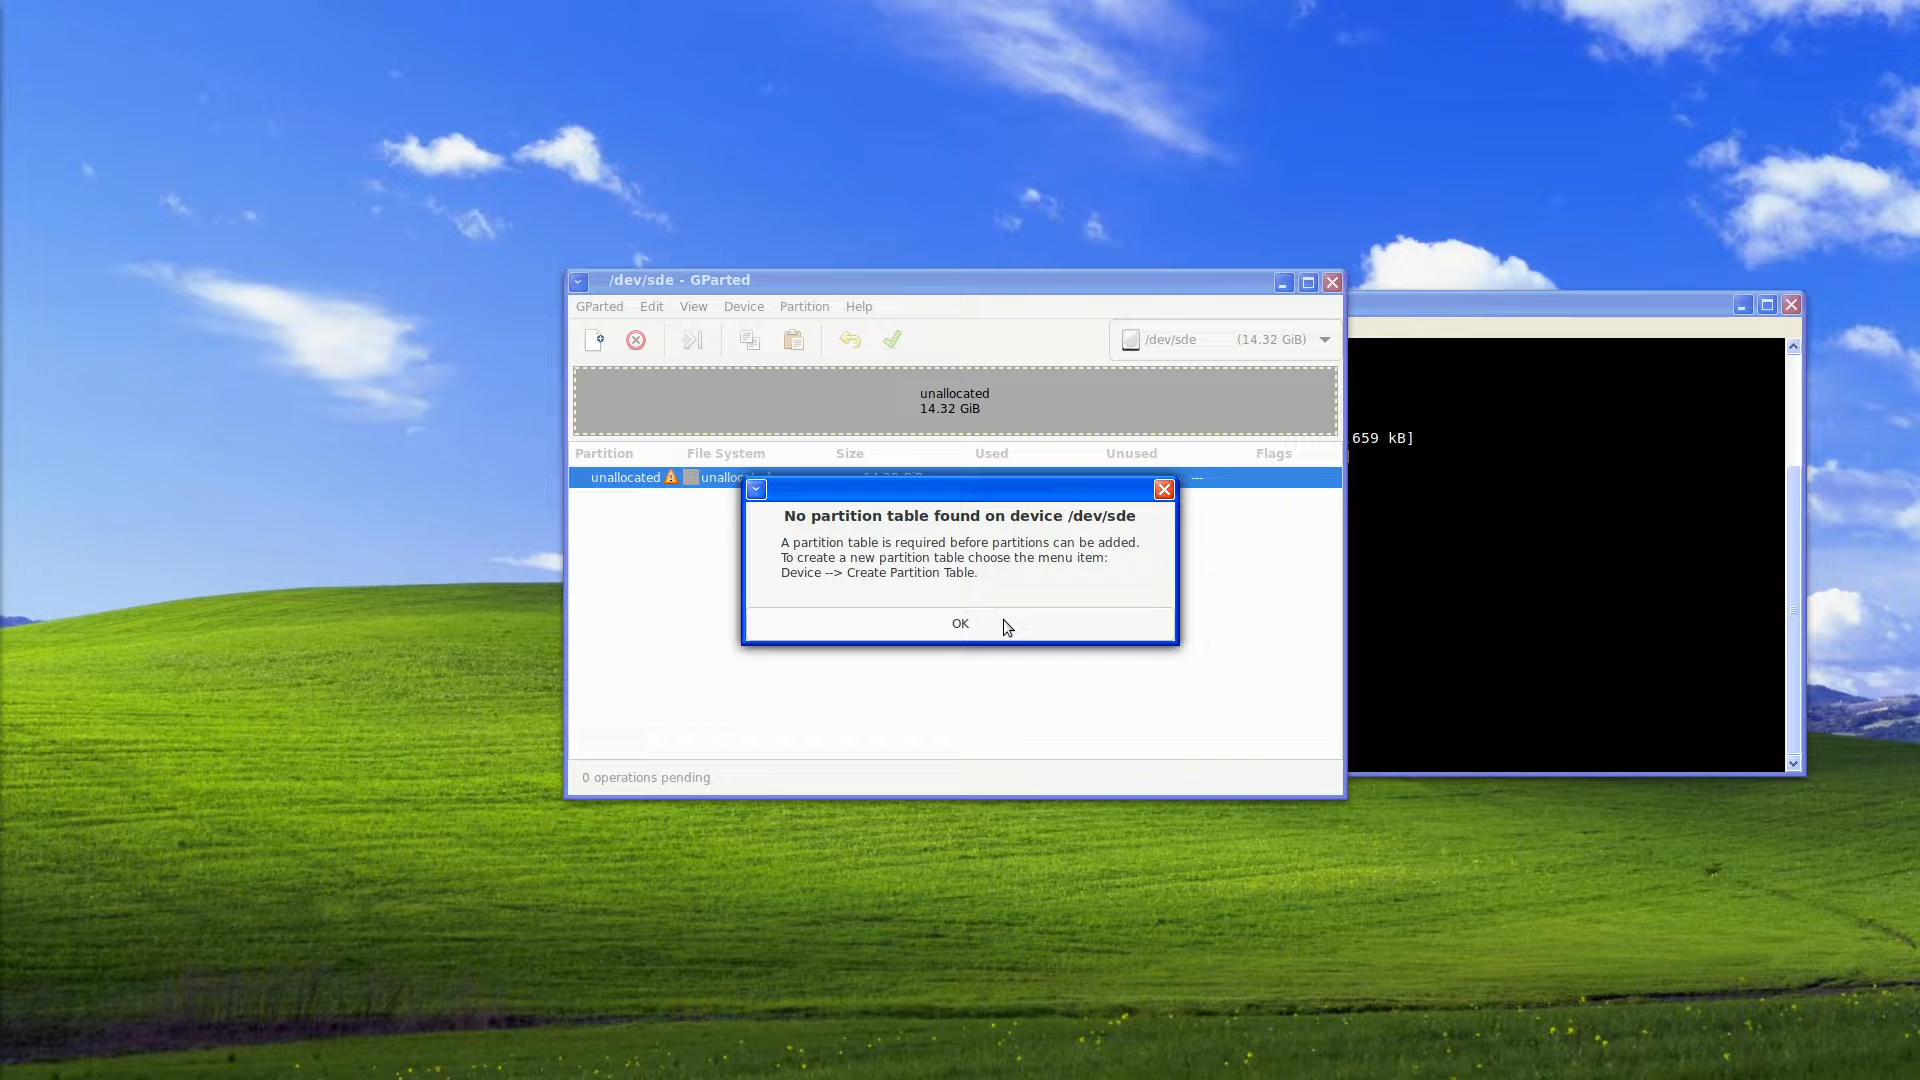 /dev/sde - GParted
GParted Edit View Device Partition Help
/dev/sde (14.32 GiB)
unallocated
14.32 GiB
659 kB]
Partition File System Size Used Unused Flags
unallocated unalloc ---
No partition table found on device /dev/sde
A partition table is required before partitions can be added.
To create a new partition table choose the menu item:
Device --> Create Partition Table.
OK
0 operations pending